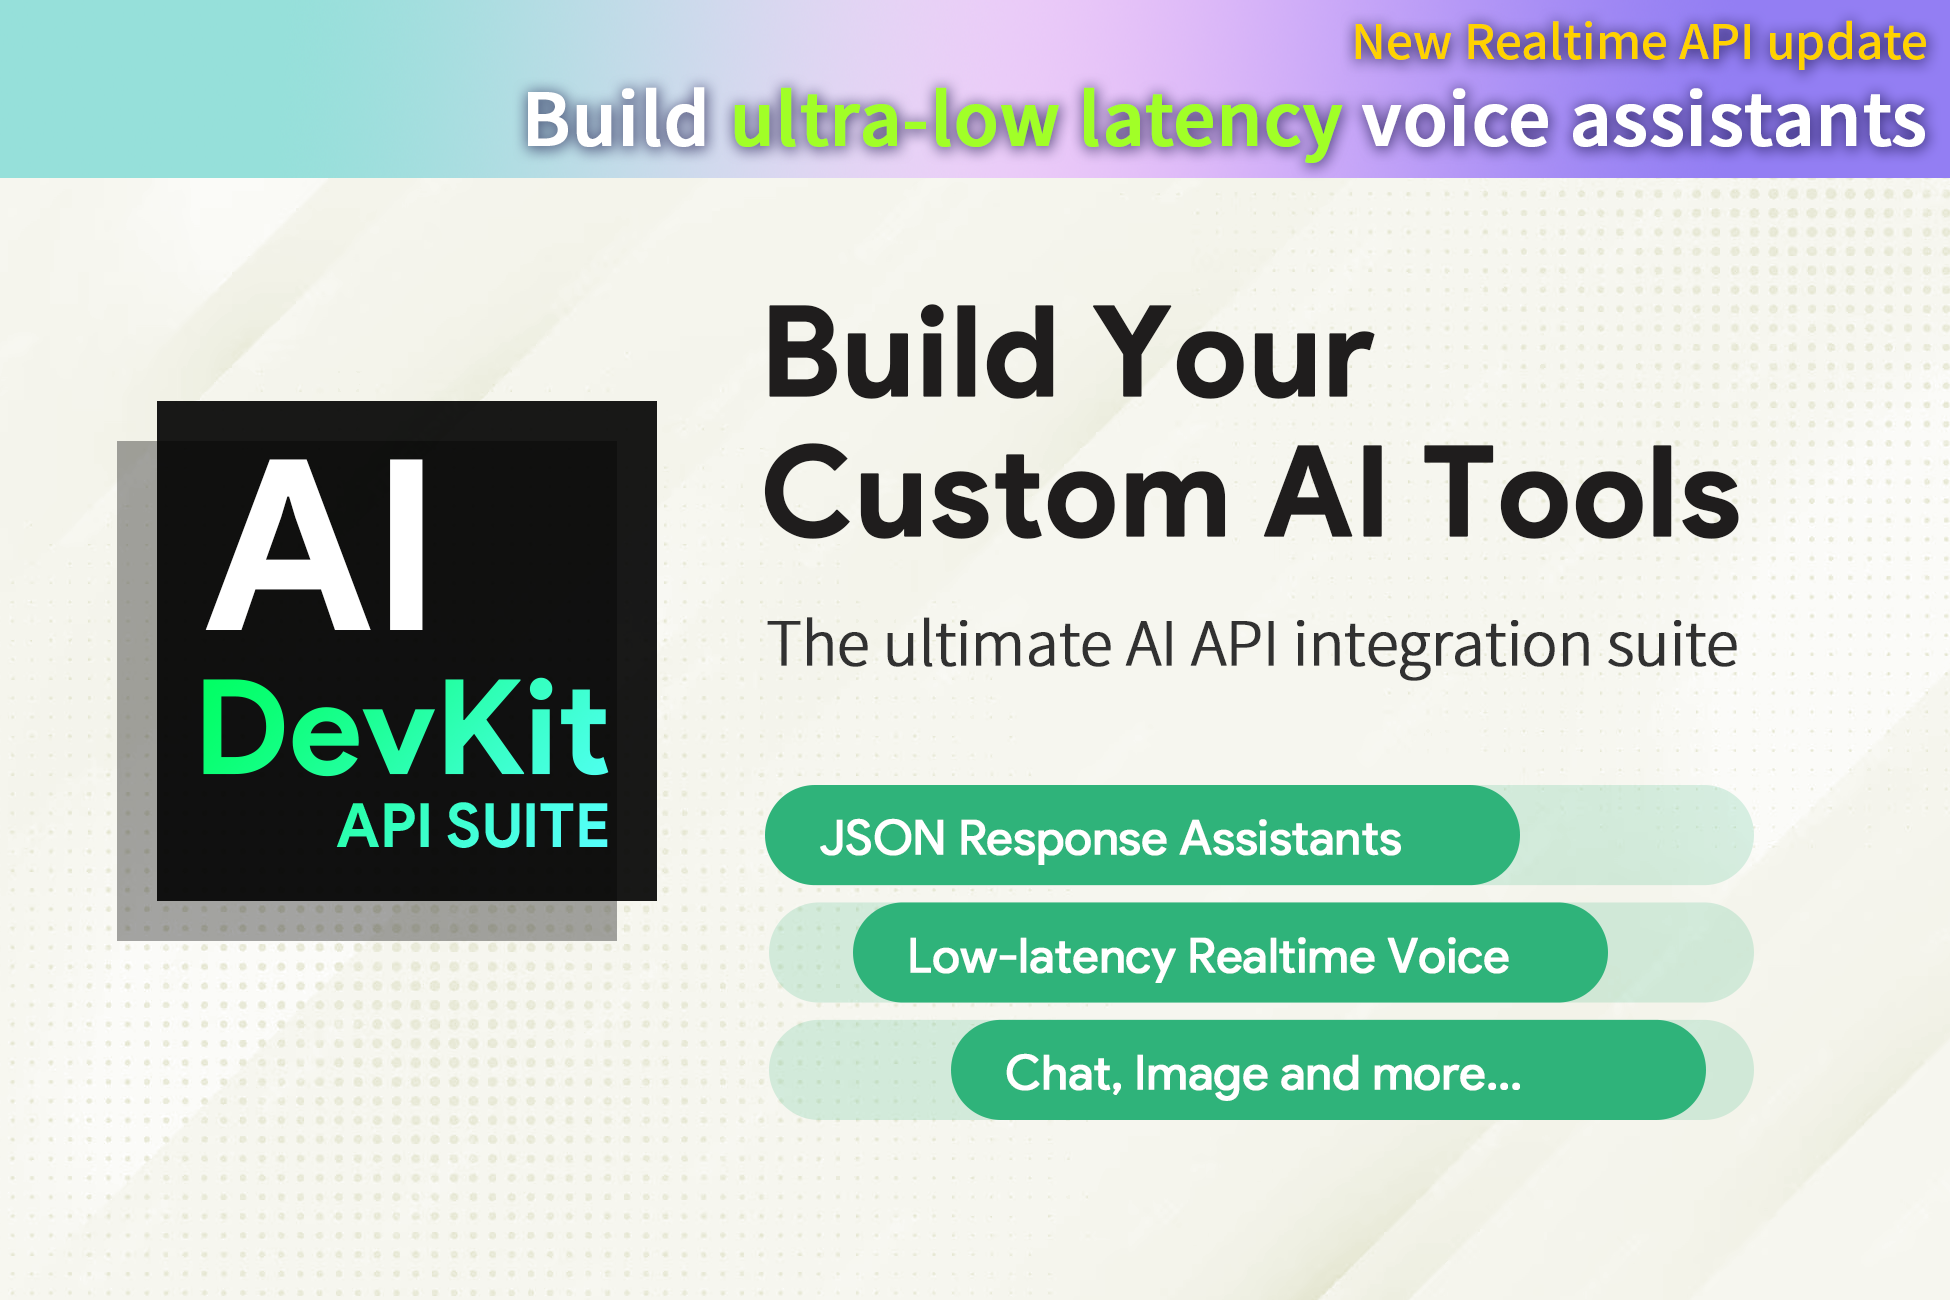 New Realtime API update
Build ultra-low latency voice assistants
AI
DevKit
API SUITE
Build Your
Custom AI Tools
The ultimate AI API integration suite
JSON Response Assistants
Low-latency Realtime Voice
Chat, Image and more...